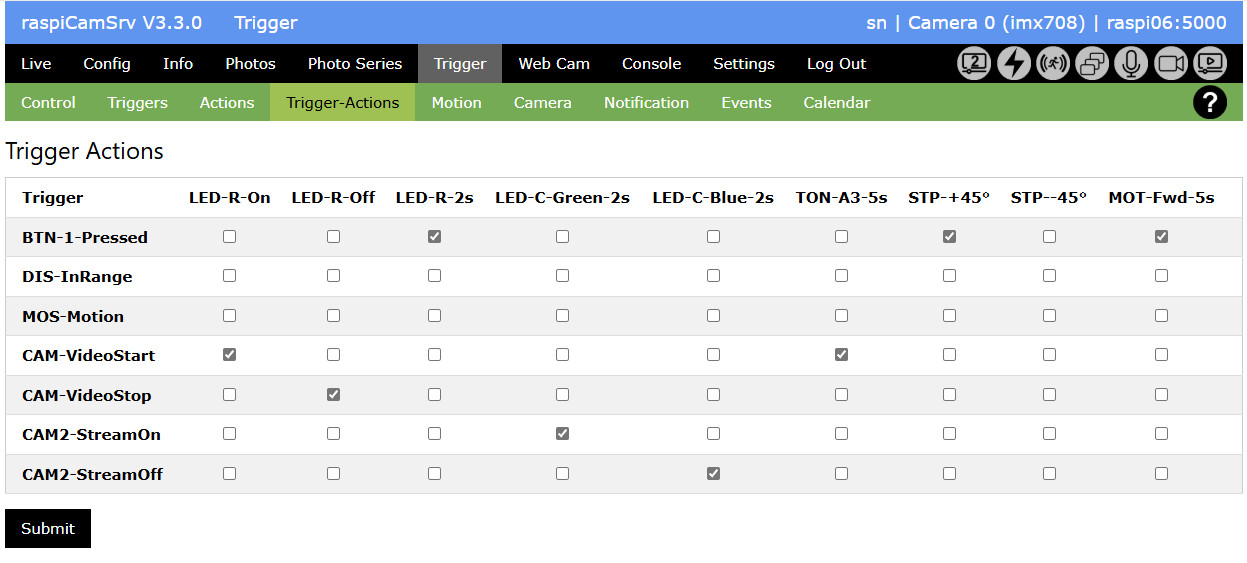 raspiCamSrv V3.3.0 Trigger sn | Camera 0 (imx708) | raspi06:5000
Live Config Info Photos Photo Series Trigger Web Cam Console Settings Log Out 2
Control Triggers Actions Trigger-Actions Motion Camera Notification Events Calendar ?
Trigger Actions
Trigger LED-R-On LED-R-Off LED-R-2s LED-C-Green-2s LED-C-Blue-2s TON-A3-5s STP-+45° STP--45° MOT-Fwd-5s
BTN-1-Pressed
DIS-InRange
MOS-Motion
CAM-VideoStart
CAM-VideoStop
CAM2-StreamOn
CAM2-StreamOff
Submit